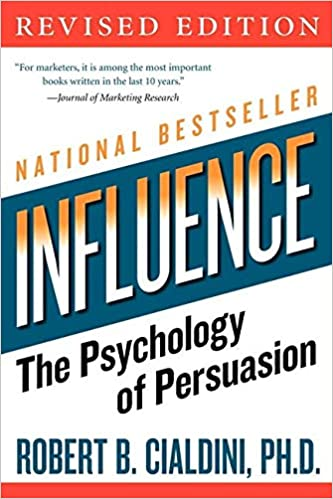 REVISED EDITION
"For marketers, it is among the most important
books written in the last 10 years."
—Journal of Marketing Research
NATIONAL BESTSELLER
INFLUENCE
The Psychology
of Persuasion
ROBERT B. CIALDINI, PH.D.